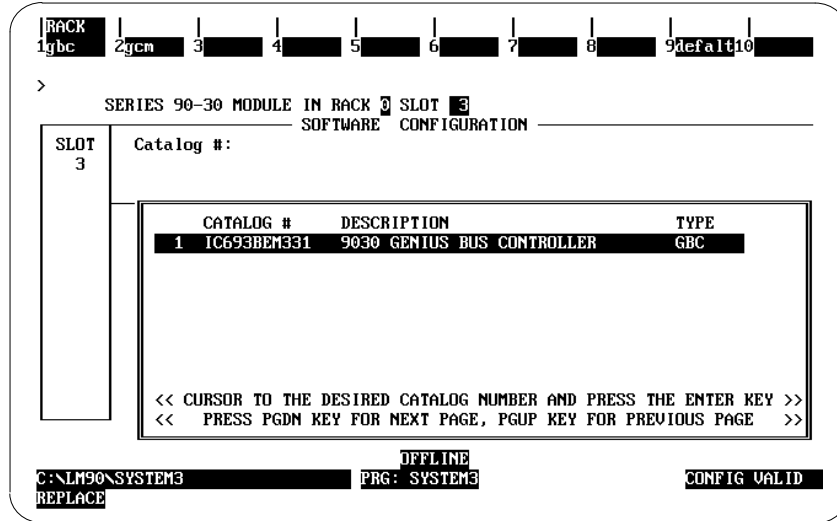 RACK
1gbc 2gcm 3 4 5 6 7 8 9defalt10
>
SERIES 90-30 MODULE IN RACK 0 SLOT 3
SOFTWARE CONFIGURATION
SLOT Catalog #:
3
CATALOG # DESCRIPTION TYPE
1 IC693BEM331 9030 GENIUS BUS CONTROLLER GBC
<< CURSOR TO THE DESIRED CATALOG NUMBER AND PRESS THE ENTER KEY >>
<< PRESS PGDN KEY FOR NEXT PAGE, PGUP KEY FOR PREVIOUS PAGE >>
OFFLINE
C:\LM90\SYSTEM3 PRG: SYSTEM3 CONFIG VALID
REPLACE